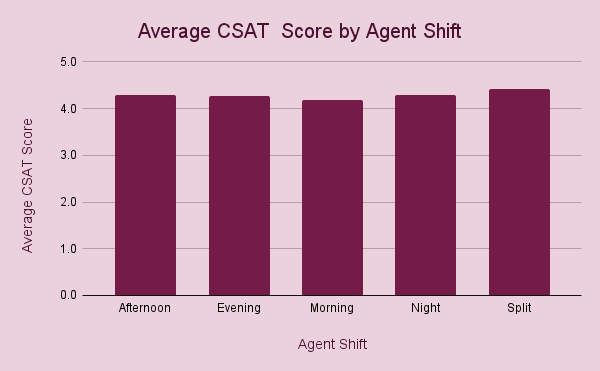 Average CSAT  Score by Agent Shift
Average CSAT Score
5.0
4.0
3.0
2.0
1.0
0.0
Afternoon Evening Morning Night Split
Agent Shift